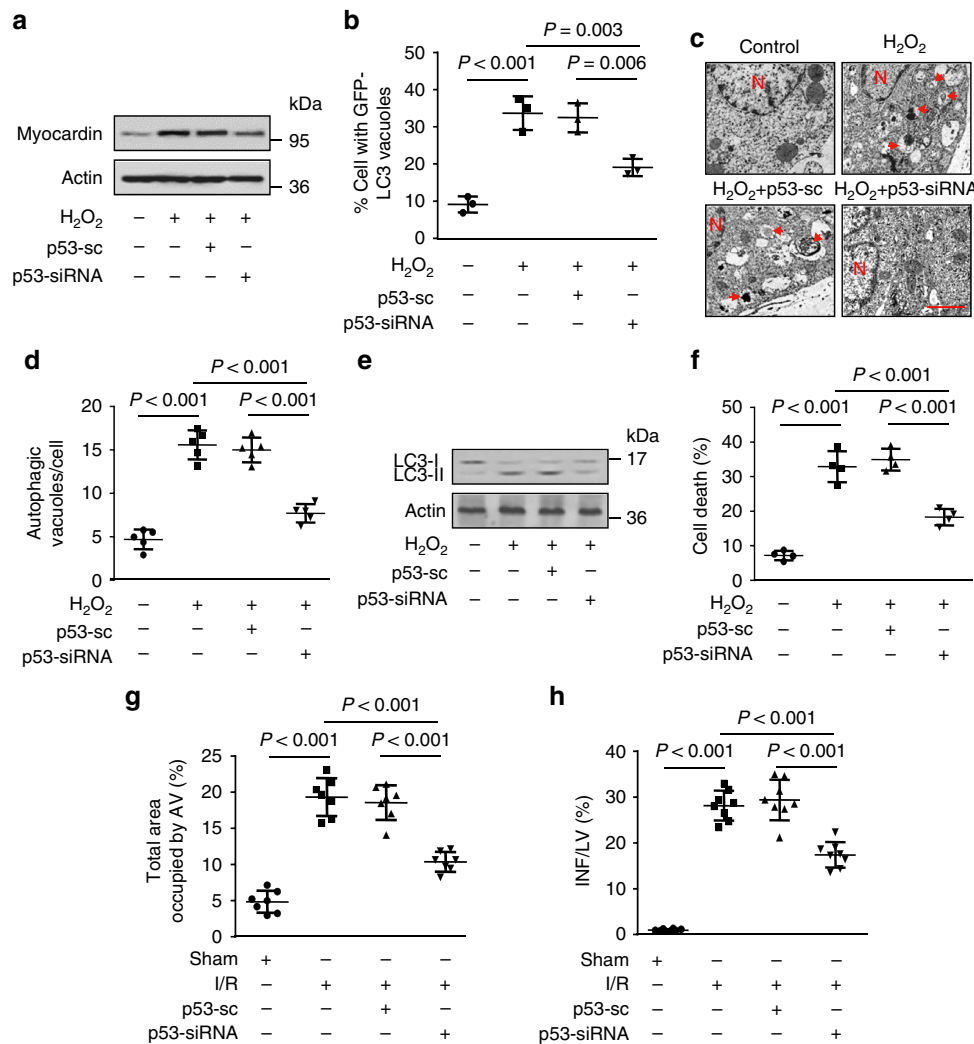 a
kDa
Myocardin
95
Actin
36
H₂O₂ – + + +
p53-sc – – + –
p53-siRNA – – – +
b
P = 0.003
P < 0.001 P = 0.006
% Cell with GFP-
LC3 vacuoles
50
40
30
20
10
0
H₂O₂ – + + +
p53-sc – – + –
p53-siRNA – – – +
c
Control H₂O₂
N N
H₂O₂+p53-sc H₂O₂+p53-siRNA
N N
d
P < 0.001
P < 0.001 P < 0.001
Autophagic
vacuoles/cell
20
15
10
5
0
H₂O₂ – + + +
p53-sc – – + –
p53-siRNA – – – +
e
kDa
LC3-I 17
LC3-II
Actin
36
H₂O₂ – + + +
p53-sc – – + –
p53-siRNA – – – +
f
P < 0.001
P < 0.001 P < 0.001
Cell death (%)
50
40
30
20
10
0
H₂O₂ – + + +
p53-sc – – + –
p53-siRNA – – – +
g
P < 0.001
P < 0.001 P < 0.001
Total area
occupied by AV (%)
25
20
15
10
5
0
Sham + – – –
I/R – + + +
p53-sc – – + –
p53-siRNA – – – +
h
P < 0.001
P < 0.001 P < 0.001
INF/LV (%)
40
30
20
10
0
Sham + – – –
I/R – + + +
p53-sc – – + –
p53-siRNA – – – +